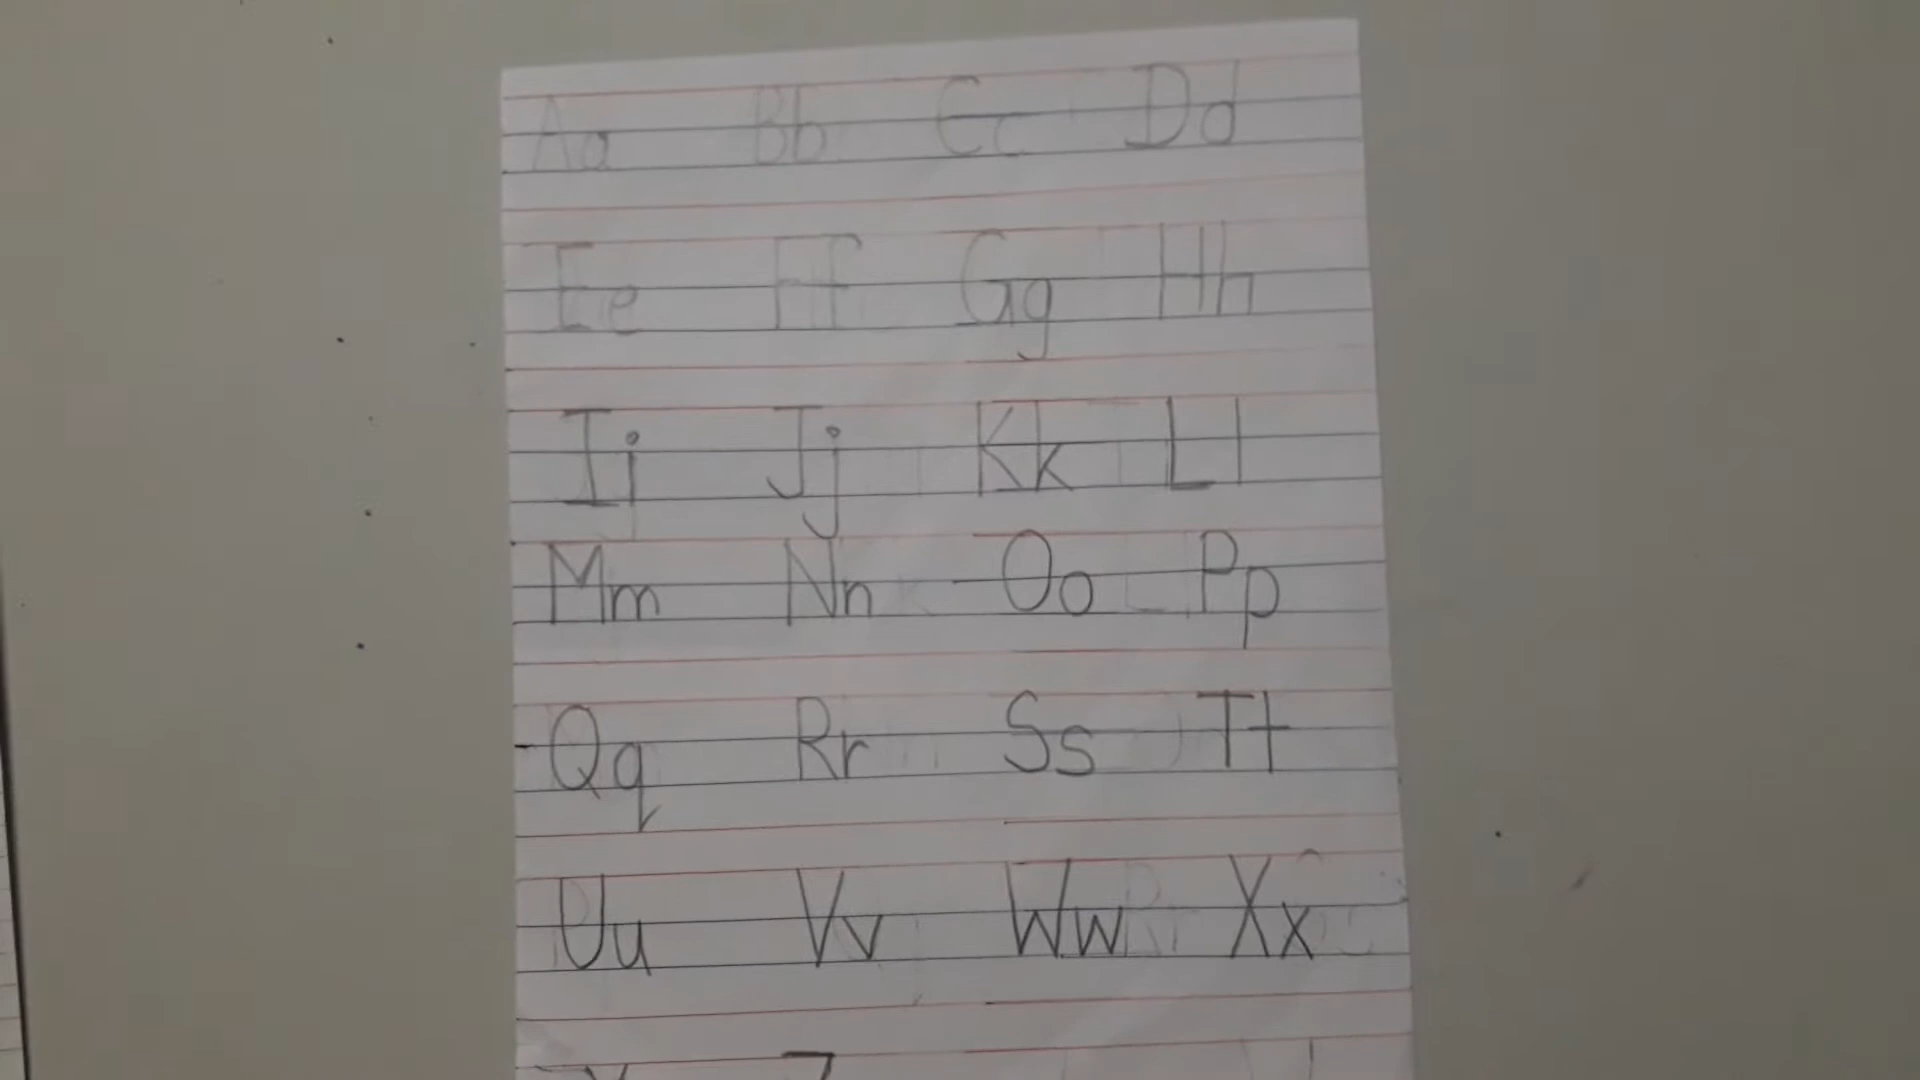 Aa Bb Cc Dd
Ee Ff Gg Hh
Ii Jj Kk Ll
Mm Nn Oo Pp
Qq Rr Ss Tt
Uu Vv Ww Xx